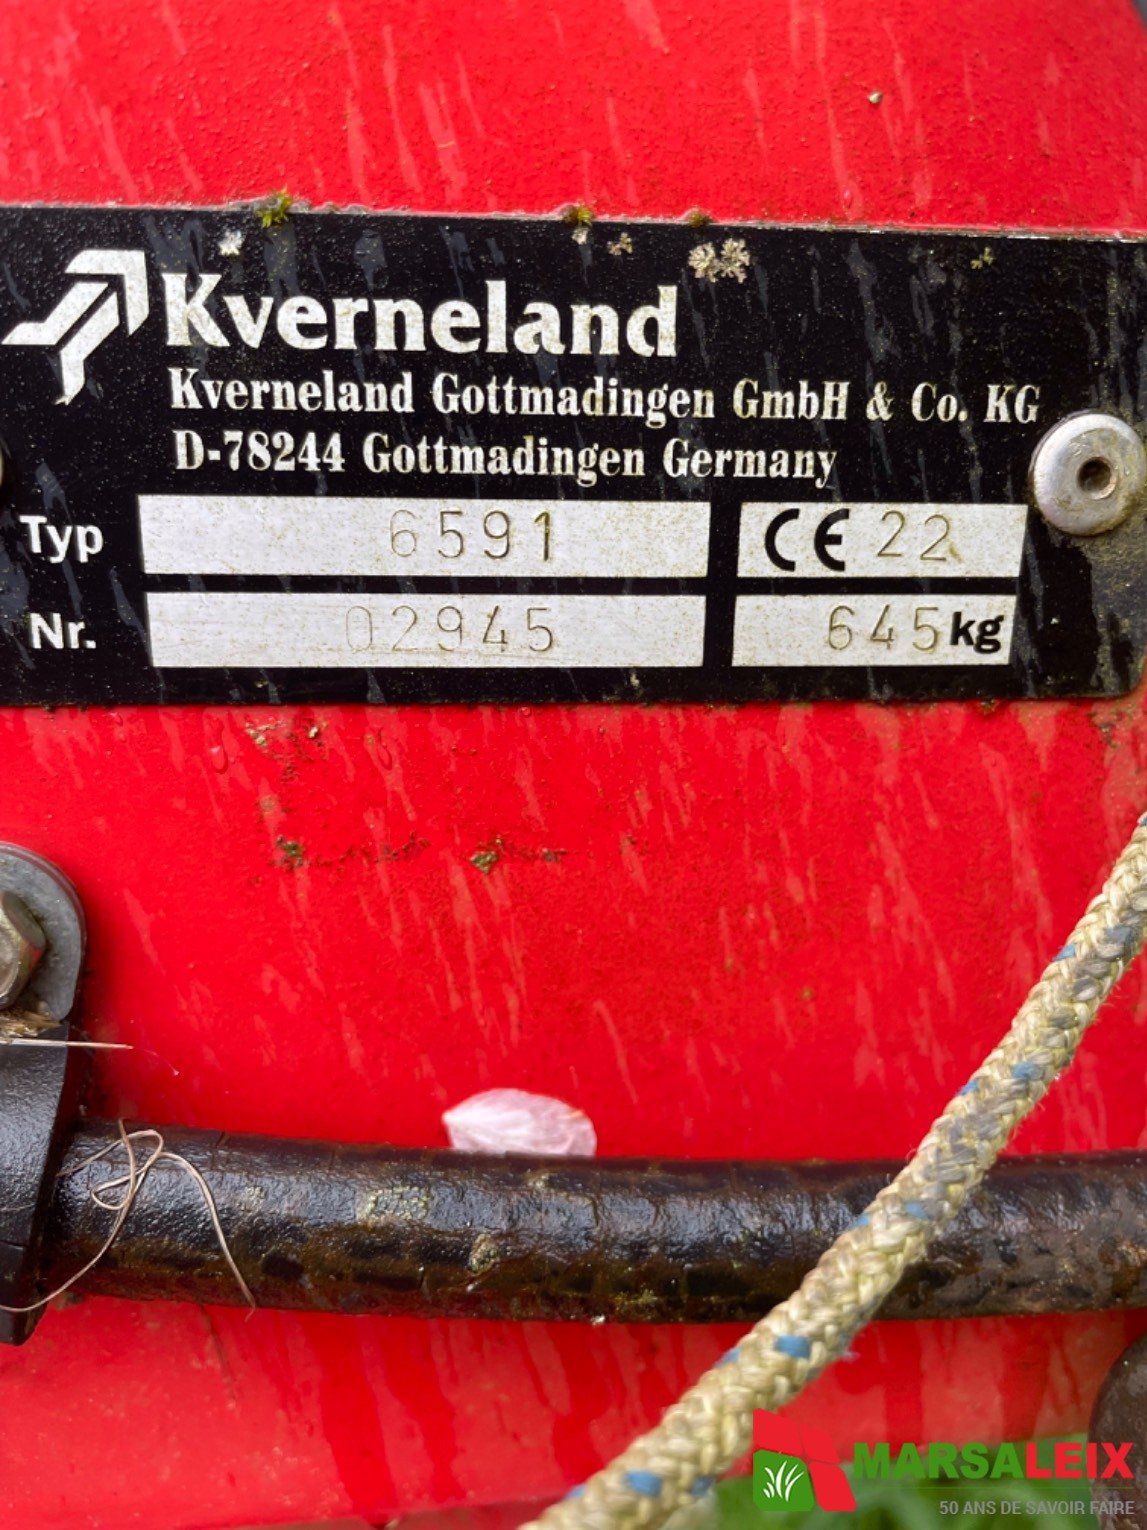 Kverneland
Kverneland Gottmadingen GmbH & Co. KG
D-78244 Gottmadingen Germany
Typ 6591 CE 22
Nr. 02945 645 kg
MARSALEIX
50 ANS DE SAVOIR FAIRE